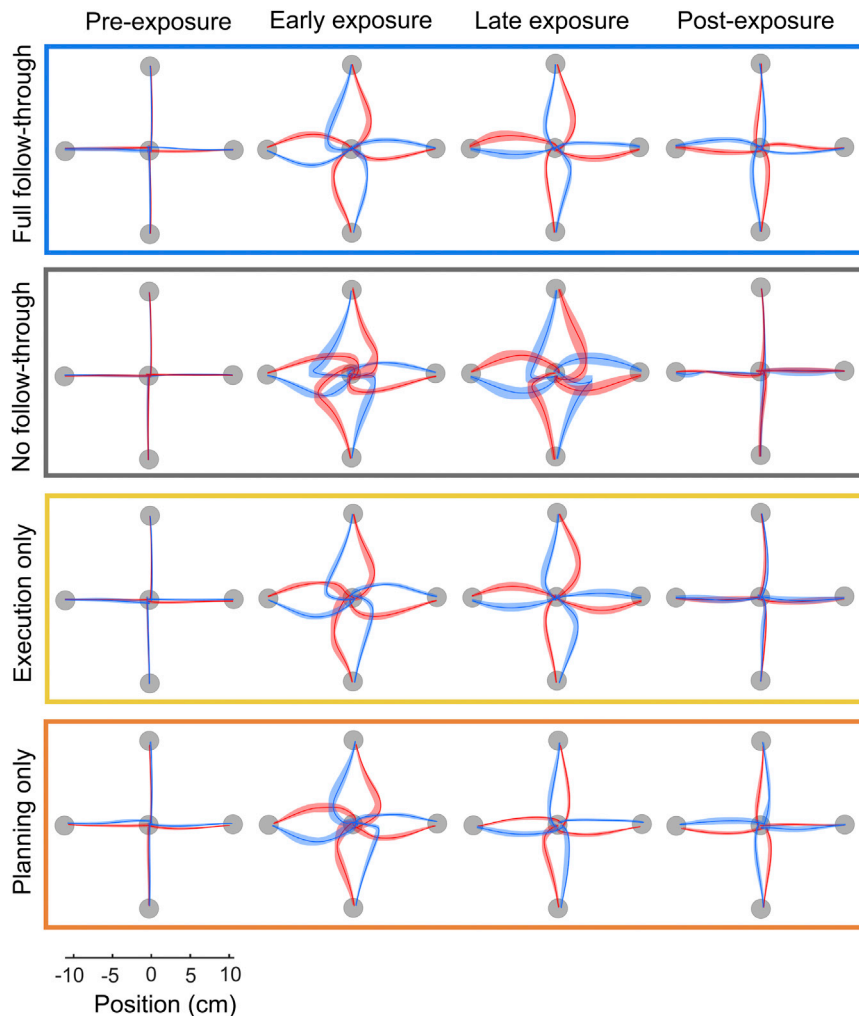 Pre-exposure Early exposure Late exposure Post-exposure
Full follow-through
No follow-through
Execution only
Planning only
-10 -5 0 5 10
Position (cm)